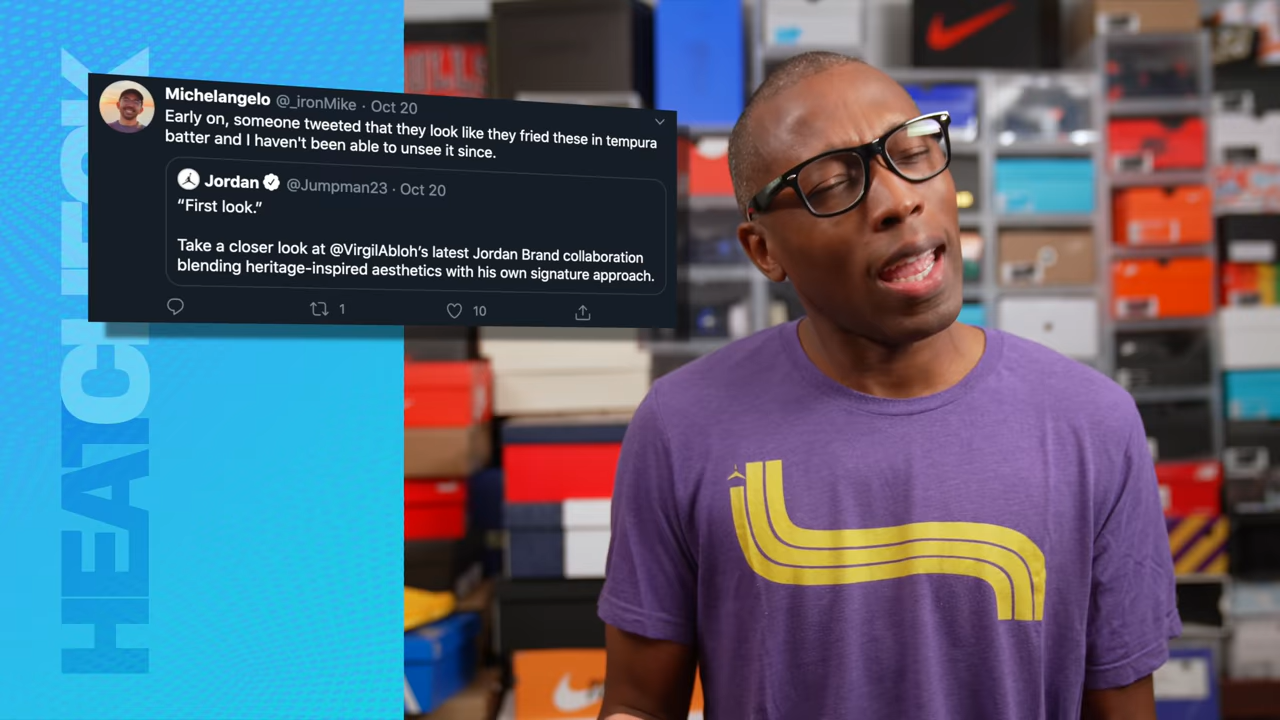 HEATCHECK
Michelangelo @_ironMike · Oct 20
Early on, someone tweeted that they look like they fried these in tempura
batter and I haven't been able to unsee it since.
Jordan @Jumpman23 · Oct 20
“First look.”
Take a closer look at @VirgilAbloh’s latest Jordan Brand collaboration
blending heritage-inspired aesthetics with his own signature approach.
1
10
BULLS